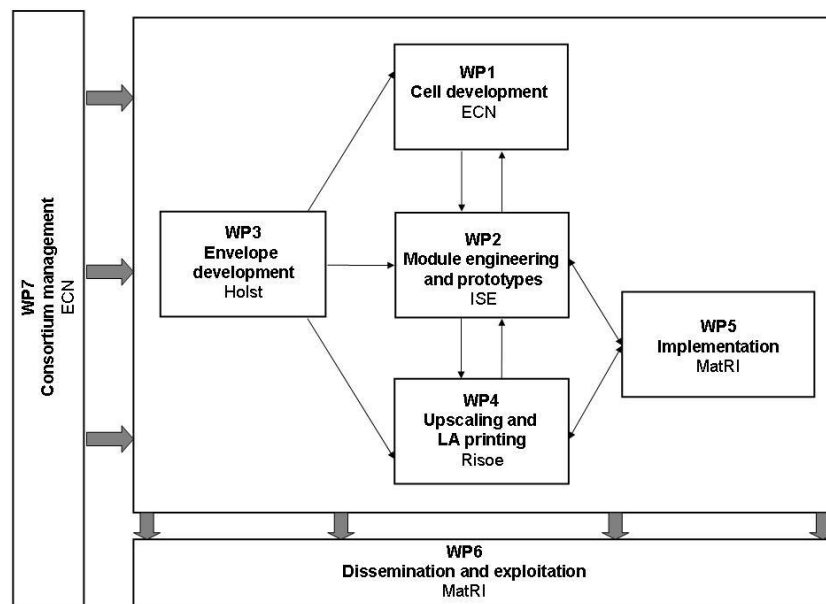 WP7
Consortium management
ECN
WP1
Cell development
ECN
WP3
Envelope
development
Holst
WP2
Module engineering
and prototypes
ISE
WP5
Implementation
MatRI
WP4
Upscaling and
LA printing
Risoe
WP6
Dissemination and exploitation
MatRI